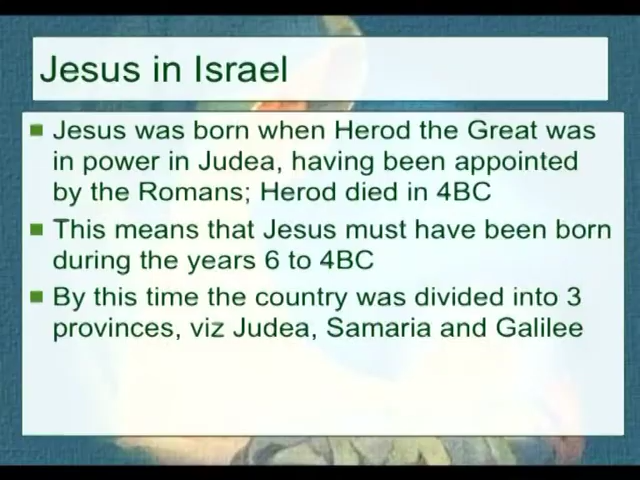 Jesus in Israel
Jesus was born when Herod the Great was
in power in Judea, having been appointed
by the Romans; Herod died in 4BC
This means that Jesus must have been born
during the years 6 to 4BC
By this time the country was divided into 3
provinces, viz Judea, Samaria and Galilee